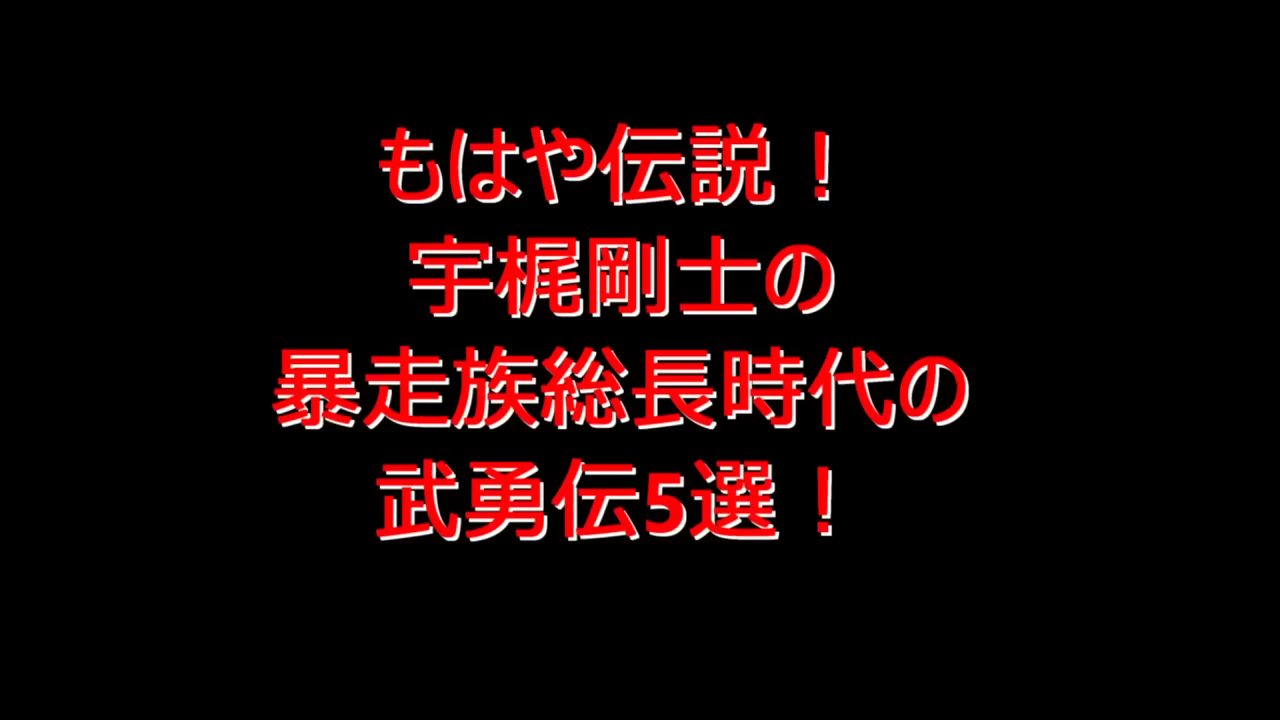 もはや伝説！
宇梶剛士の
暴走族総長時代の
武勇伝5選！